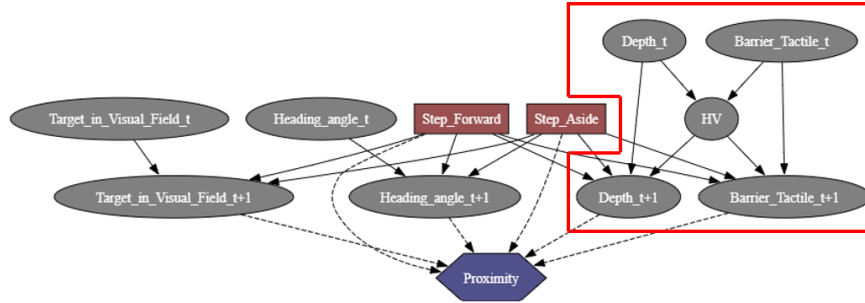 Depth_t
Barrier_Tactile_t
Target_in_Visual_Field_t
Heading_angle_t
Step_Forward
Step_Aside
HV
Target_in_Visual_Field_t+1
Heading_angle_t+1
Depth_t+1
Barrier_Tactile_t+1
Proximity